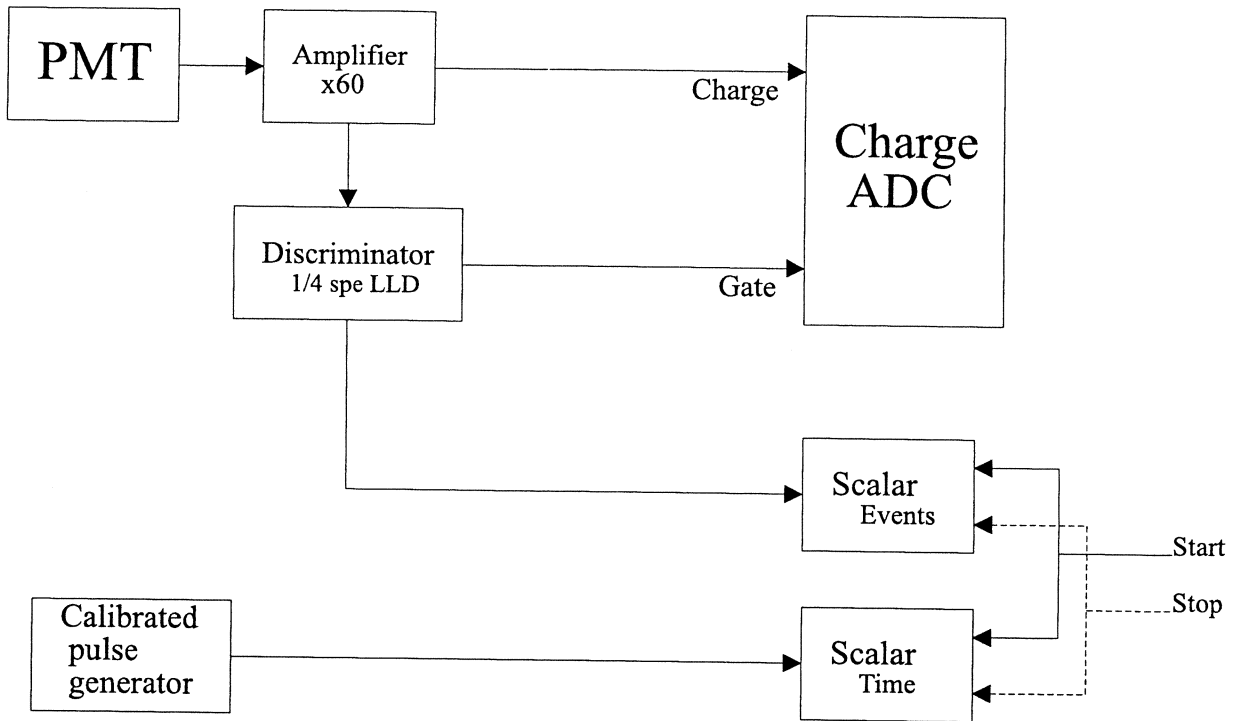 PMT
Amplifier
x60
Charge
Charge
ADC
Discriminator
1/4 spe LLD
Gate
Scalar
Events
Start
Stop
Calibrated
pulse
generator
Scalar
Time